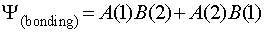 Ψ(bonding) = A(1)B(2) + A(2)B(1)